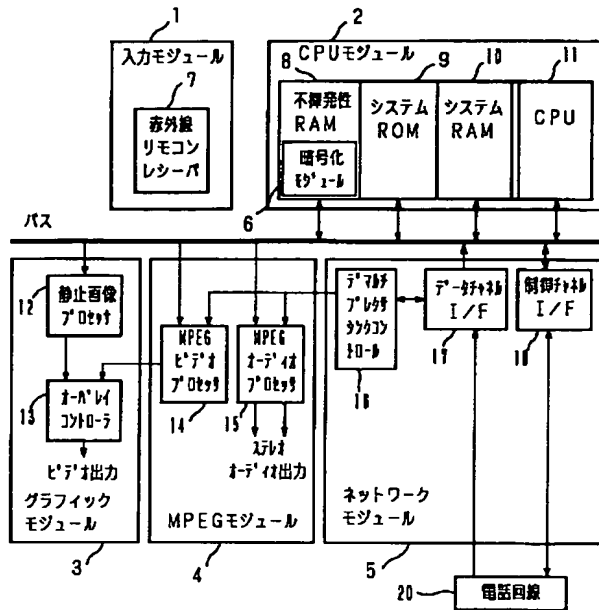 1
入力モジュール
7
赤外線
リモコン
レシーバ
2
CPUモジュール
8
9
10
11
不揮発性
RAM
暗号化
モジュール
6
システム
ROM
システム
RAM
CPU
バス
12
静止画像
プロセッサ
13
オーバレイ
コントローラ
ビデオ出力
グラフィック
モジュール
3
MPEG
ビデオ
プロセッサ
14
MPEG
オーディオ
プロセッサ
15
ステレオ
オーディオ出力
MPEGモジュール
4
デマルチ
プレクサ
シンクコン
トロール
16
データチャネル
I/F
17
制御チャネル
I/F
18
ネットワーク
モジュール
5
20
電話回線